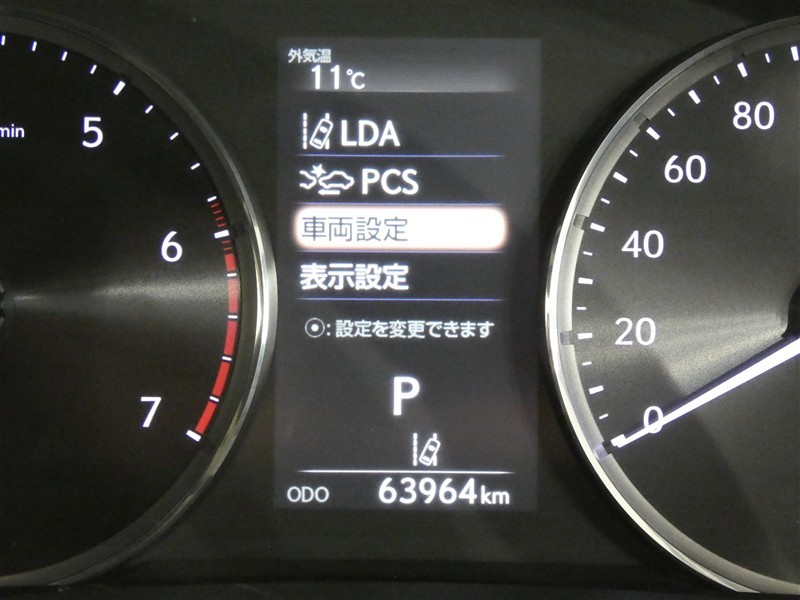 外気温
11℃
LDA
PCS
車両設定
表示設定
⦿:設定を変更できます
P
ODO 63964km
min
5
6
7
80
60
40
20
0